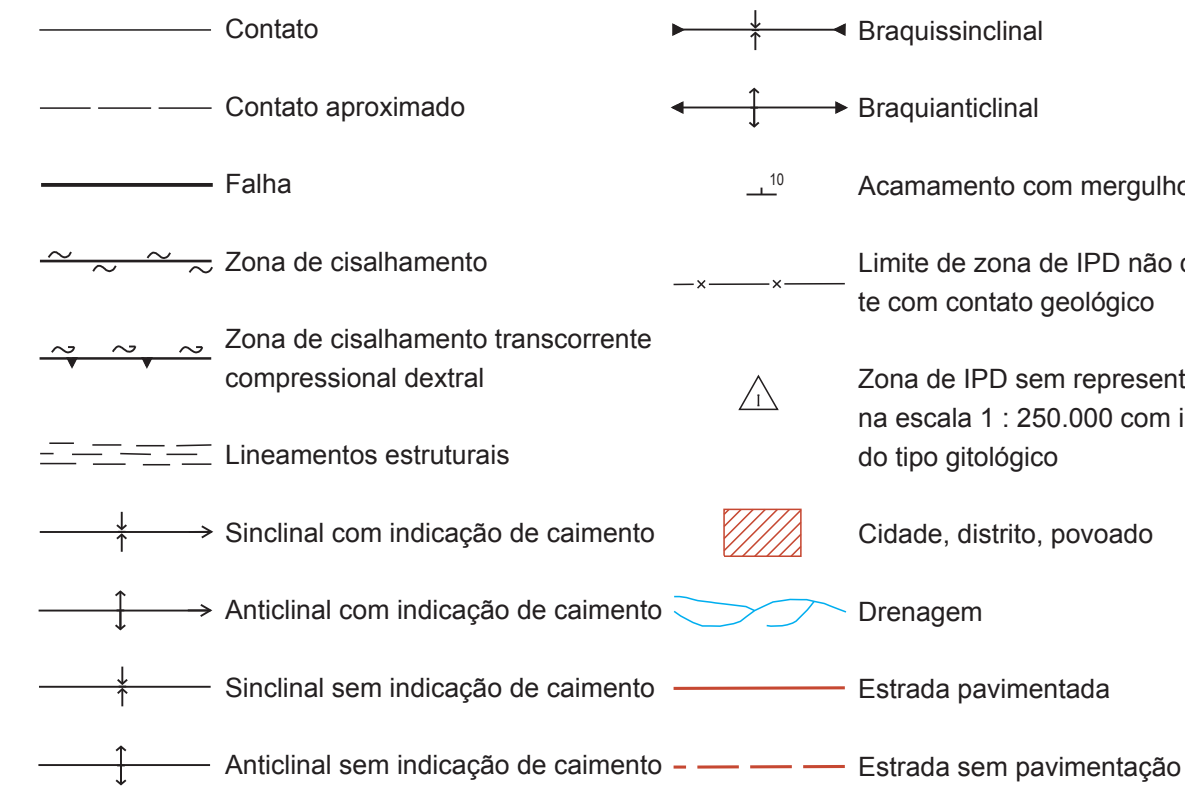 Contato
Contato aproximado
Falha
Zona de cisalhamento
Zona de cisalhamento transcorrente
compressional dextral
Lineamentos estruturais
Sinclinal com indicação de caimento
Anticlinal com indicação de caimento
Sinclinal sem indicação de caimento
Anticlinal sem indicação de caimento
Braquissinclinal
Braquianticlinal
10
Acamamento com mergulho
Limite de zona de IPD não
te com contato geológico
I
Zona de IPD sem
na escala 1 : 250.000 com
do tipo gitológico
Cidade, distrito, povoado
Drenagem
Estrada pavimentada
Estrada sem pavimentação